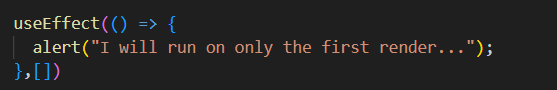 useEffect(() => {
  alert("I will run on only the first render...");
},[])